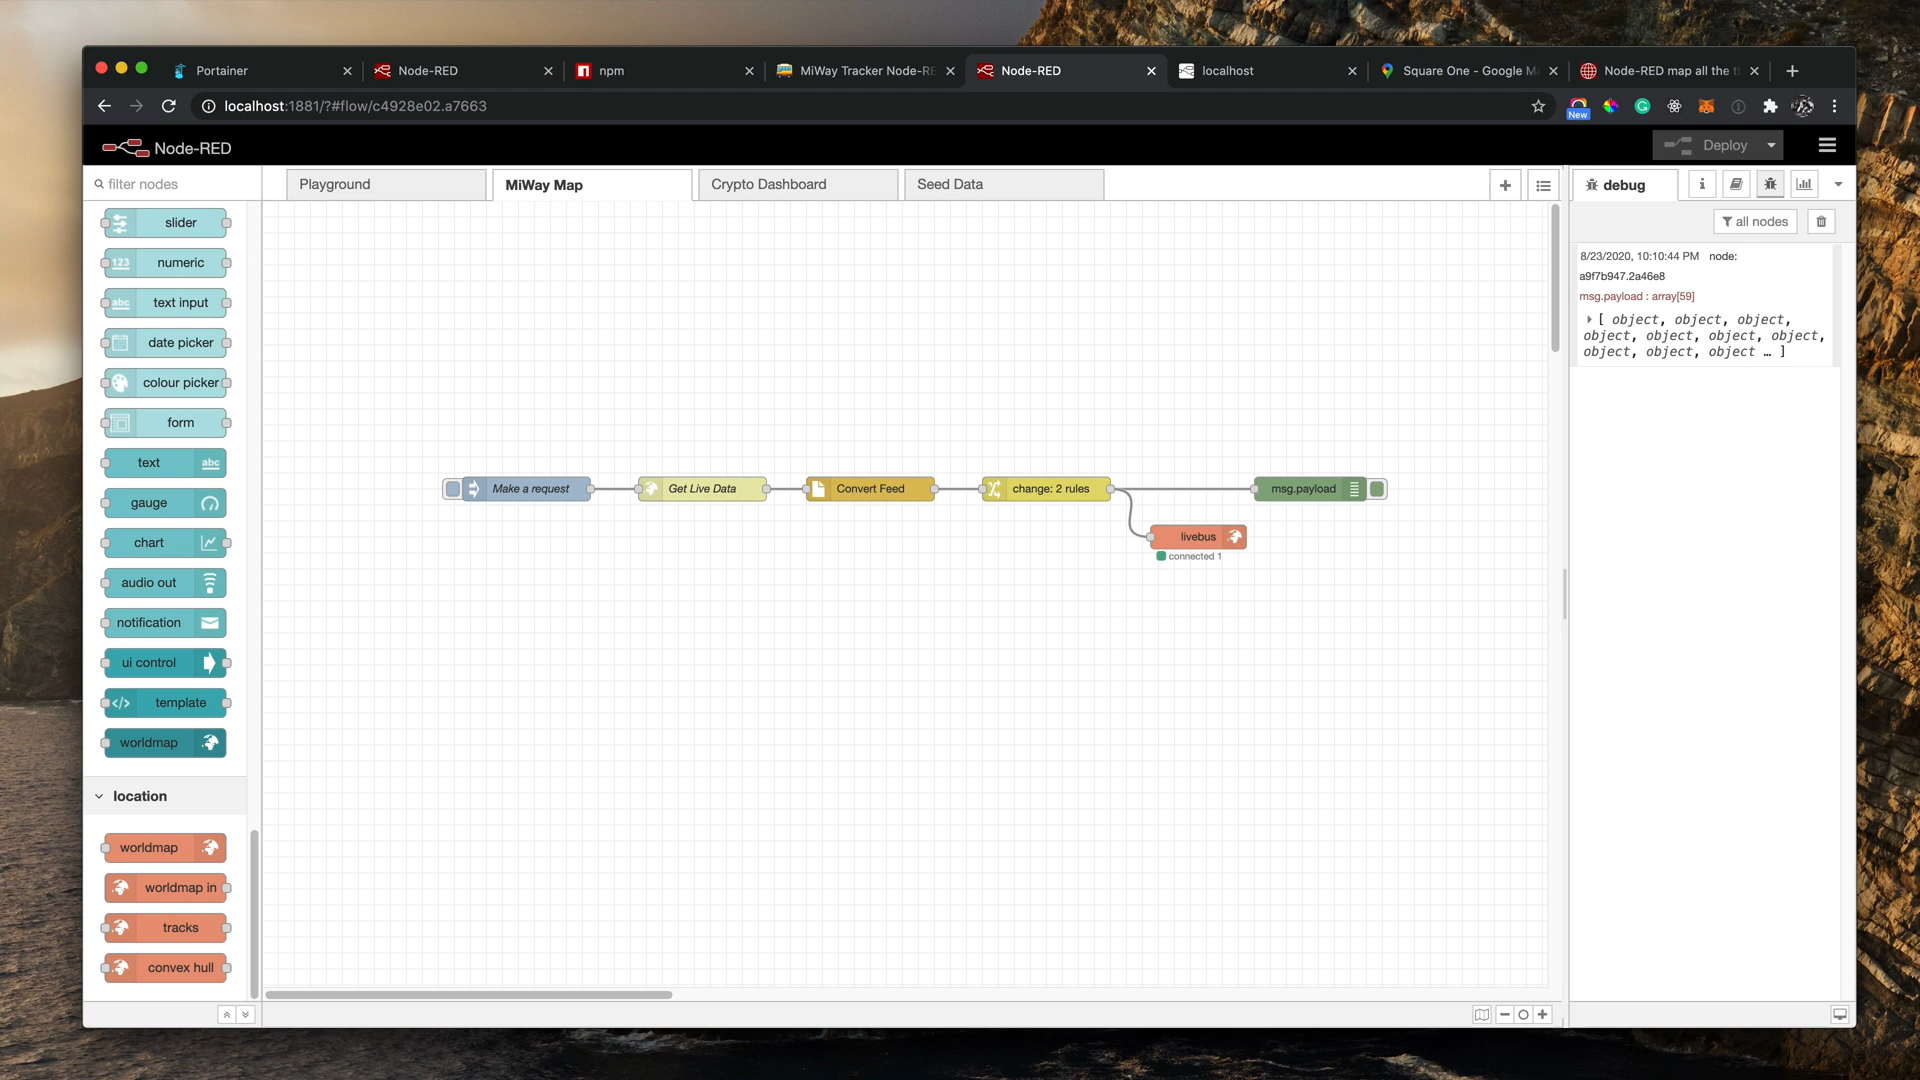 Portainer
Node-RED
npm
MiWay Tracker Node-RE
Node-RED
localhost
Square One - Google M
Node-RED map all the t
localhost:1881/?#flow/c4928e02.a7663
New
Node-RED
Deploy
filter nodes
Playground
MiWay Map
Crypto Dashboard
Seed Data
debug
i
all nodes
slider
123 numeric
abc text input
date picker
colour picker
form
text abc
gauge
chart
audio out
notification
ui control
</> template
worldmap
location
worldmap
worldmap in
tracks
convex hull
Make a request
Get Live Data
Convert Feed
change: 2 rules
msg.payload
livebus
connected 1
8/23/2020, 10:10:44 PM node:
a9f7b947.2a46e8
msg.payload : array[59]
[ object, object, object,
object, object, object, object,
object, object, object … ]